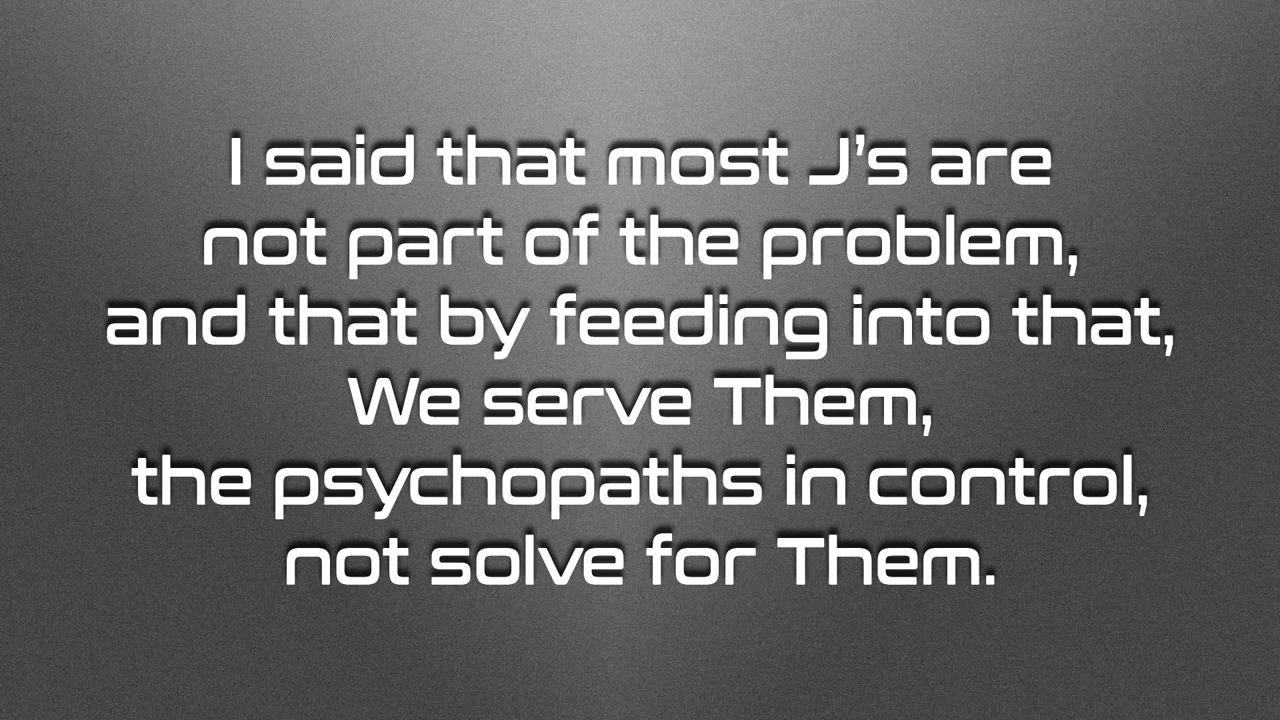 I said that most J’s are
not part of the problem,
and that by feeding into that,
We serve Them,
the psychopaths in control,
not solve for Them.